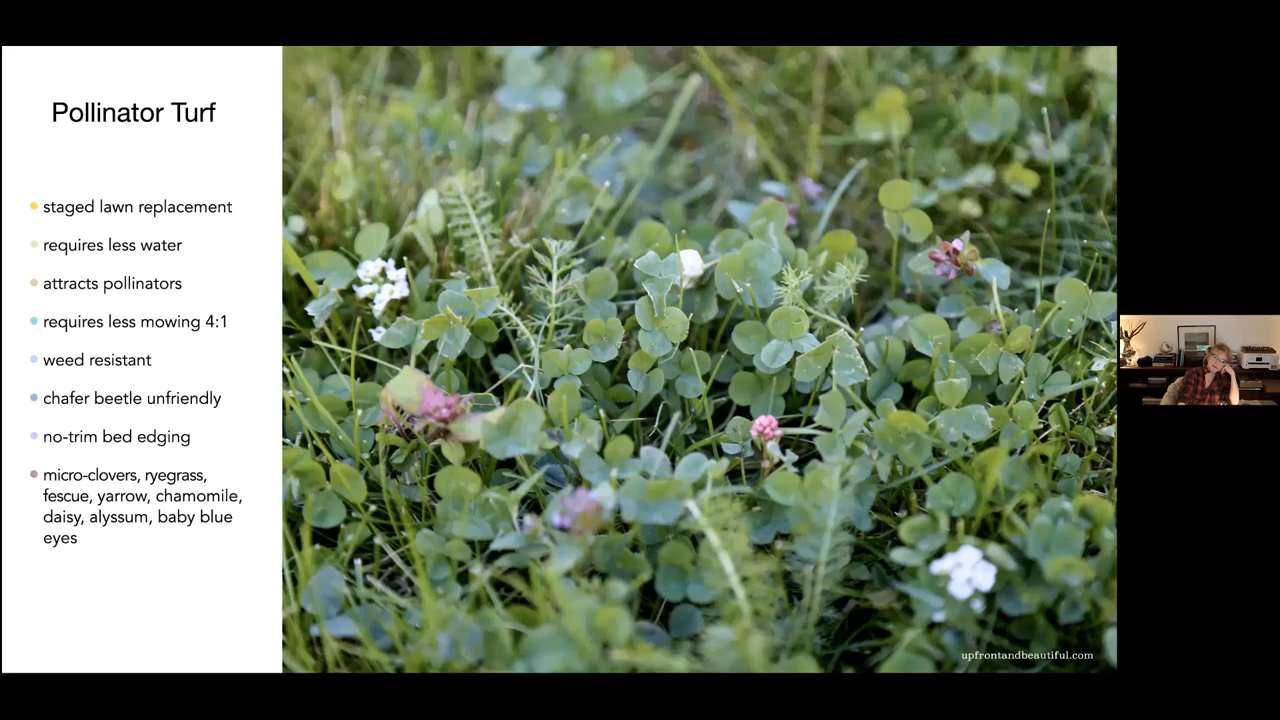 Pollinator Turf
staged lawn replacement
requires less water
attracts pollinators
requires less mowing 4:1
weed resistant
chafer beetle unfriendly
no-trim bed edging
micro-clovers, ryegrass,
fescue, yarrow, chamomile,
daisy, alyssum, baby blue
eyes
upfrontandbeautiful.com